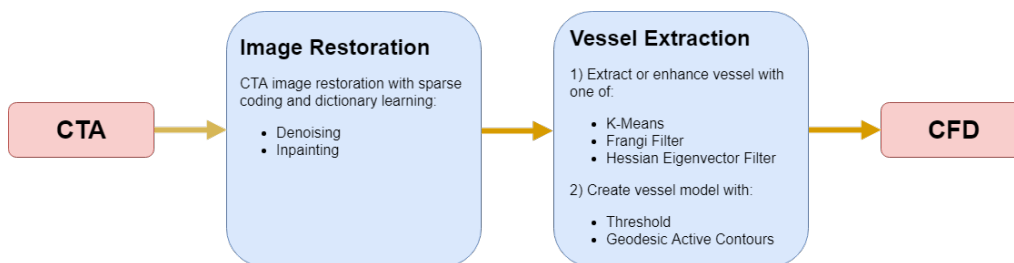 CTA
Image Restoration
CTA image restoration with sparse
coding and dictionary learning:
• Denoising
• Inpainting
Vessel Extraction
1) Extract or enhance vessel with
one of:
• K-Means
• Frangi Filter
• Hessian Eigenvector Filter
2) Create vessel model with:
• Threshold
• Geodesic Active Contours
CFD